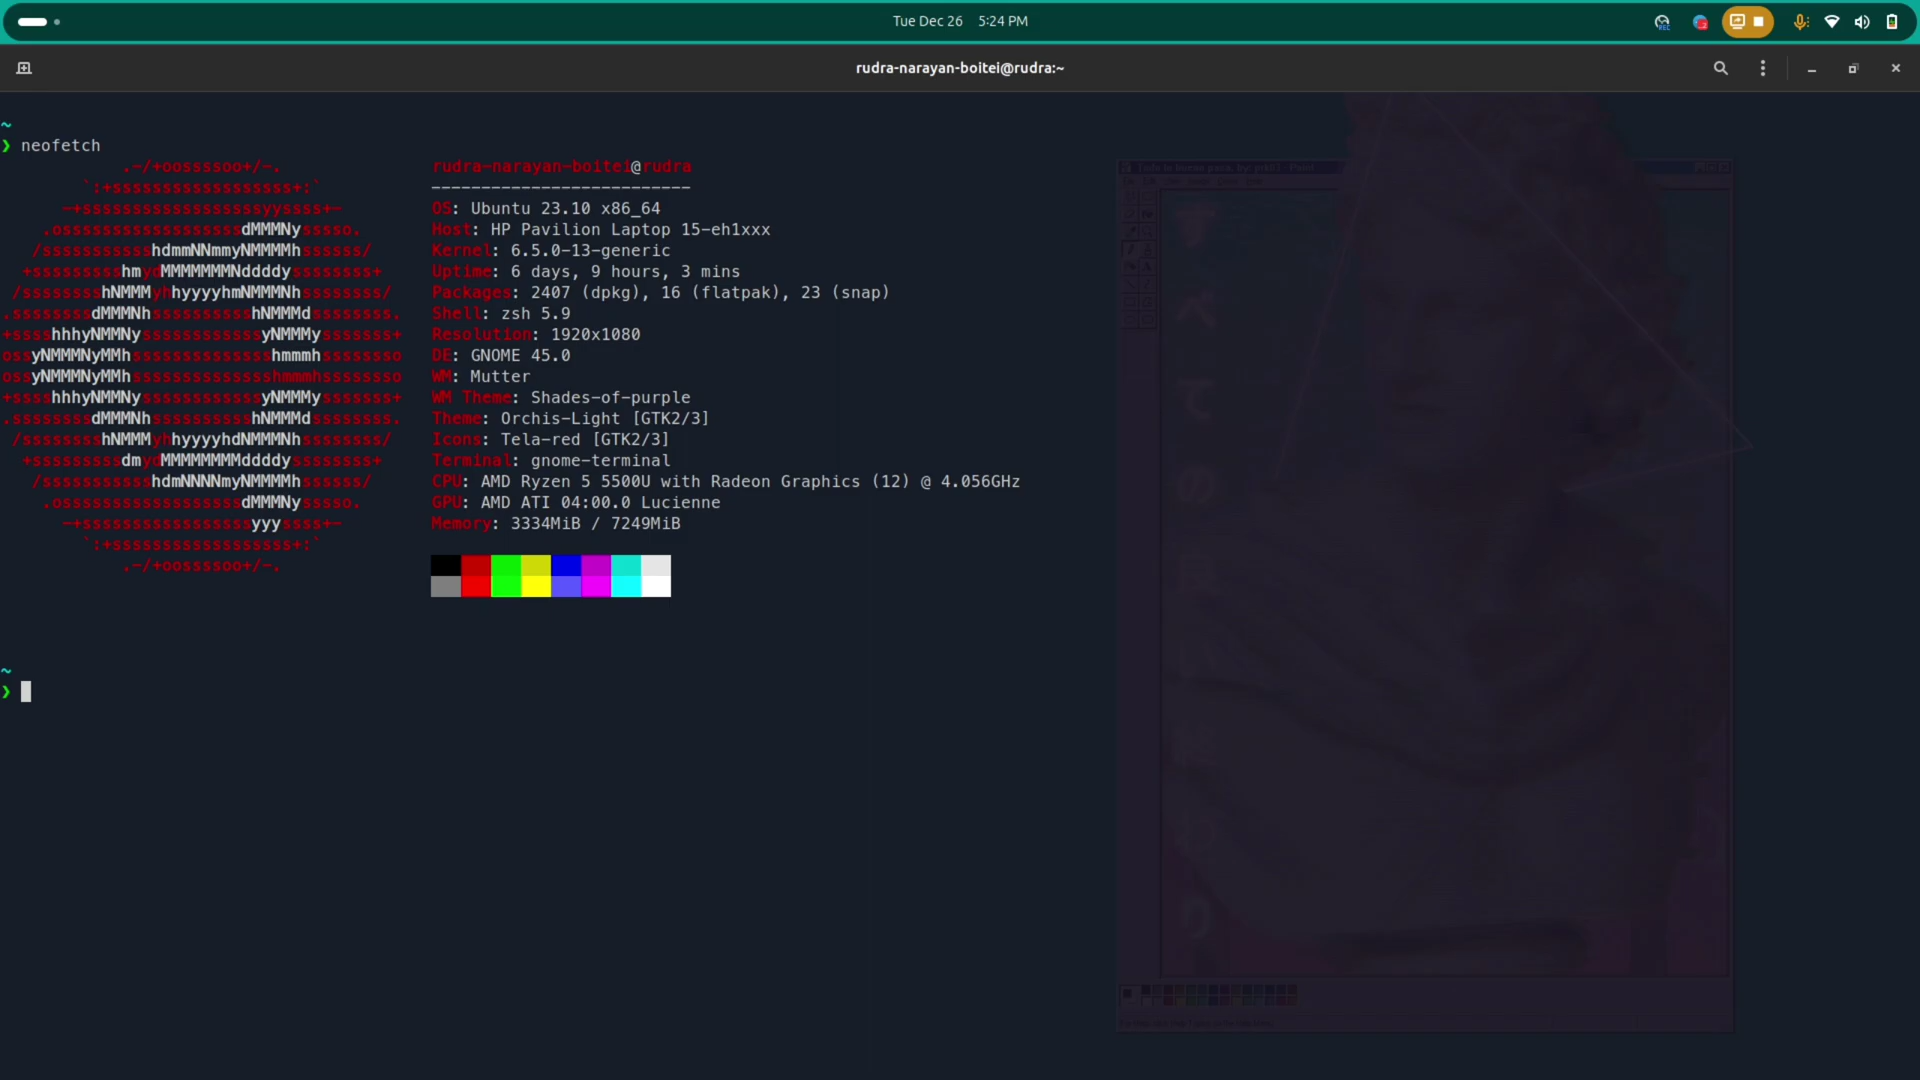 Tue Dec 26 5:24 PM
rudra-narayan-boitei@rudra:~
~
❯ neofetch
.-/+oossssoo+/-.
`:+ssssssssssssssssss+:`
-+ssssssssssssssssssyyssss+-
.ossssssssssssssssssdMMMNysssso.
/ssssssssssshdmmNNmmyNMMMMhssssss/
+ssssssssshmydMMMMMMMNddddyssssssss+
/sssssssshNMMMyhhyyyyhmNMMMNhssssssss/
.ssssssssdMMMNhsssssssssshNMMMdssssssss.
+sssshhhyNMMNyssssssssssssyNMMMysssssss+
ossyNMMMNyMMhsssssssssssssshmmmhssssssso
ossyNMMMNyMMhsssssssssssssshmmmhssssssso
+sssshhhyNMMNyssssssssssssyNMMMysssssss+
.ssssssssdMMMNhsssssssssshNMMMdssssssss.
/sssssssshNMMMyhhyyyyhdNMMMNhssssssss/
+sssssssssdmydMMMMMMMMddddyssssssss+
/ssssssssssshdmNNNNmyNMMMMhssssss/
.ossssssssssssssssssdMMMNysssso.
-+sssssssssssssssssyyyssss+-
`:+ssssssssssssssssss+:`
.-/+oossssoo+/-.
rudra-narayan-boitei@rudra
--------------------------
OS: Ubuntu 23.10 x86_64
Host: HP Pavilion Laptop 15-eh1xxx
Kernel: 6.5.0-13-generic
Uptime: 6 days, 9 hours, 3 mins
Packages: 2407 (dpkg), 16 (flatpak), 23 (snap)
Shell: zsh 5.9
Resolution: 1920x1080
DE: GNOME 45.0
WM: Mutter
WM Theme: Shades-of-purple
Theme: Orchis-Light [GTK2/3]
Icons: Tela-red [GTK2/3]
Terminal: gnome-terminal
CPU: AMD Ryzen 5 5500U with Radeon Graphics (12) @ 4.056GHz
GPU: AMD ATI 04:00.0 Lucienne
Memory: 3334MiB / 7249MiB
~
❯